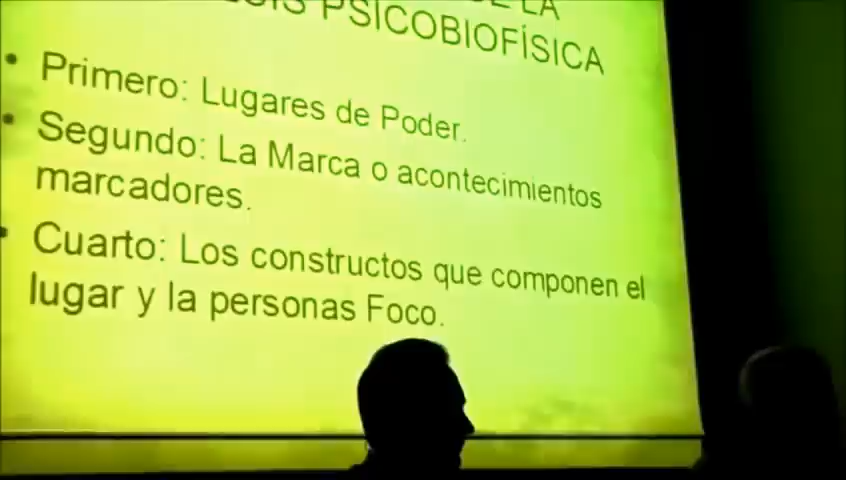 LA
PSICOBIOFÍSICA
• Primero: Lugares de Poder.
• Segundo: La Marca o acontecimientos
marcadores.
• Cuarto: Los constructos que componen el
lugar y la personas Foco.